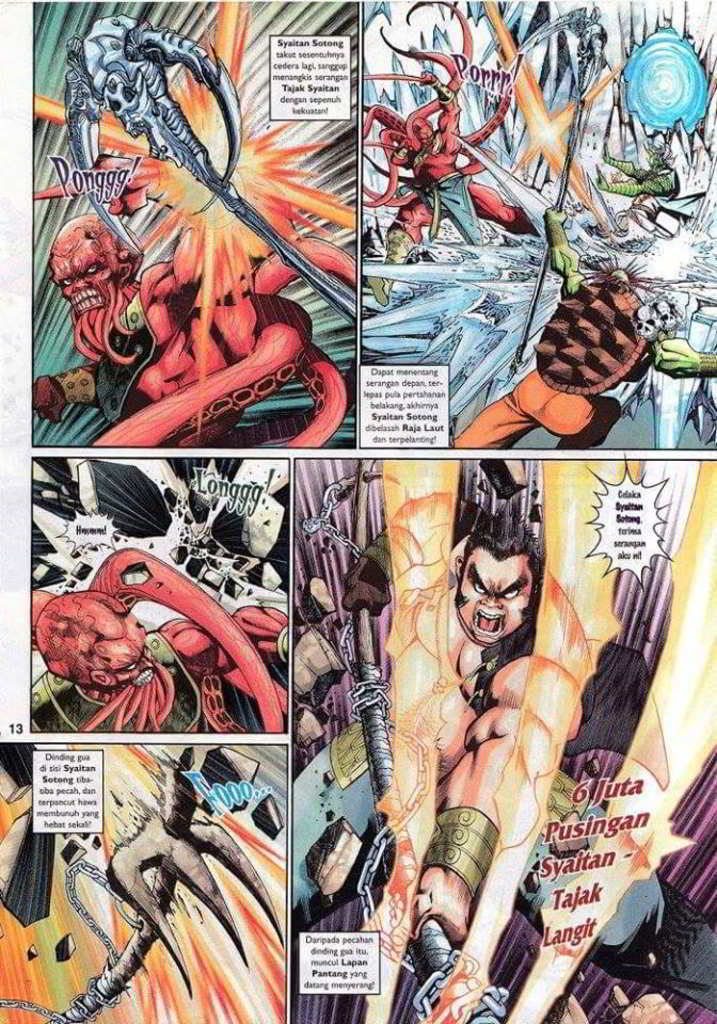 Syaitan Sotong
takut sesentuhnya
cedera lagi, sanggup
menangkis serangan
Tajak Syaitan
dengan sepenuh
kekuatan!
Ponggg!
Porrr!
Dapat menentang
serangan depan, ter-
lepas pula pertahanan
belakang, akhirnya
Syaitan Sotong
dibelasah Raja Laut
dan terpelanting!
Longgg!
Hmmm!
Celaka
Syaitan
Sotong,
terima
serangan
aku ni!
13
Dinding gua
di sisi Syaitan
Sotong tiba-
tiba pecah, dan
terpancut hawa
membunuh yang
hebat sekali!
6 Juta
Pusingan
Syaitan -
Tajak
Langit
Daripada pecahan
dinding gua itu,
muncul Lapan
Pantang yang
datang menyerang!